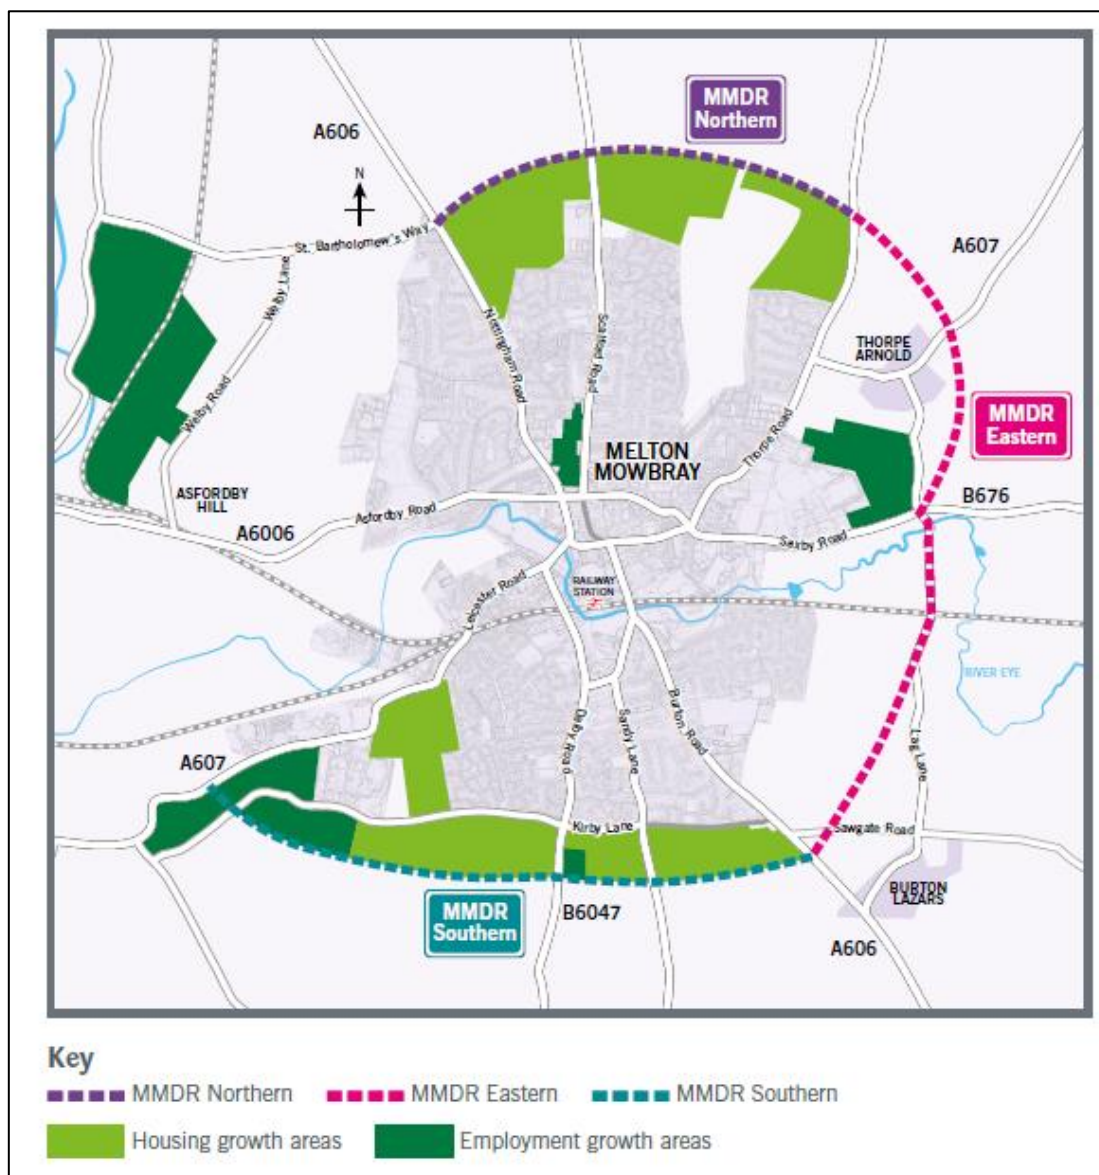 MMDR
Northern
A606
N
St. Bartholomew's Way
A607
Welby Lane
Nottingham Road
Scalford Road
THORPE
ARNOLD
Welby Road
MMDR
Eastern
MELTON
MOWBRAY
Thorpe Road
ASFORDBY
HILL
B676
Asfordby Road
A6006
Saxby Road
Leicester Road
RAILWAY
STATION
RIVER EYE
Dalby Road
Sandy Lane
Burton Road
Lag Lane
A607
Kirby Lane
Sawgate Road
MMDR
Southern
B6047
BURTON
LAZARS
A606
Key
MMDR Northern
MMDR Eastern
MMDR Southern
Housing growth areas
Employment growth areas